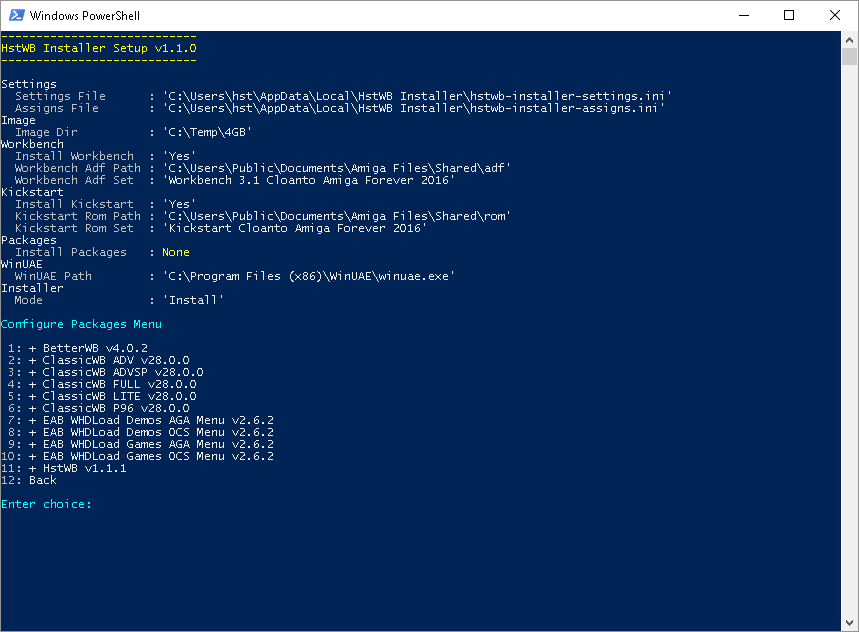 Windows PowerShell
----------------------------
HstWB Installer Setup v1.1.0
----------------------------
Settings
  Settings File      : 'C:\Users\hst\AppData\Local\HstWB Installer\hstwb-installer-settings.ini'
  Assigns File       : 'C:\Users\hst\AppData\Local\HstWB Installer\hstwb-installer-assigns.ini'
Image
  Image Dir          : 'C:\Temp\4GB'
Workbench
  Install Workbench  : 'Yes'
  Workbench Adf Path : 'C:\Users\Public\Documents\Amiga Files\Shared\adf'
  Workbench Adf Set  : 'Workbench 3.1 Cloanto Amiga Forever 2016'
Kickstart
  Install Kickstart  : 'Yes'
  Kickstart Rom Path : 'C:\Users\Public\Documents\Amiga Files\Shared\rom'
  Kickstart Rom Set  : 'Kickstart Cloanto Amiga Forever 2016'
Packages
  Install Packages   : None
WinUAE
  WinUAE Path        : 'C:\Program Files (x86)\WinUAE\winuae.exe'
Installer
  Mode               : 'Install'
Configure Packages Menu
 1: + BetterWB v4.0.2
 2: + ClassicWB ADV v28.0.0
 3: + ClassicWB ADVSP v28.0.0
 4: + ClassicWB FULL v28.0.0
 5: + ClassicWB LITE v28.0.0
 6: + ClassicWB P96 v28.0.0
 7: + EAB WHDLoad Demos AGA Menu v2.6.2
 8: + EAB WHDLoad Demos OCS Menu v2.6.2
 9: + EAB WHDLoad Games AGA Menu v2.6.2
10: + EAB WHDLoad Games OCS Menu v2.6.2
11: + HstWB v1.1.1
12: Back
Enter choice: